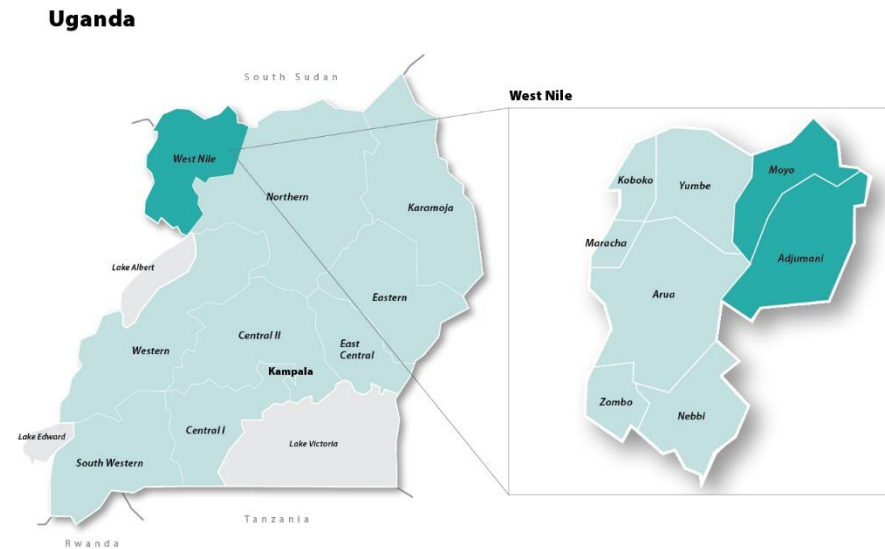 Uganda
South Sudan
West Nile
West Nile
Northern
Karamoja
Lake Albert
Eastern
Western
Central II
East
Central
Kampala
Lake Edward
Central I
Lake Victoria
South Western
Tanzania
Rwanda
Koboko
Yumbe
Moyo
Maracha
Adjumani
Arua
Zombo
Nebbi